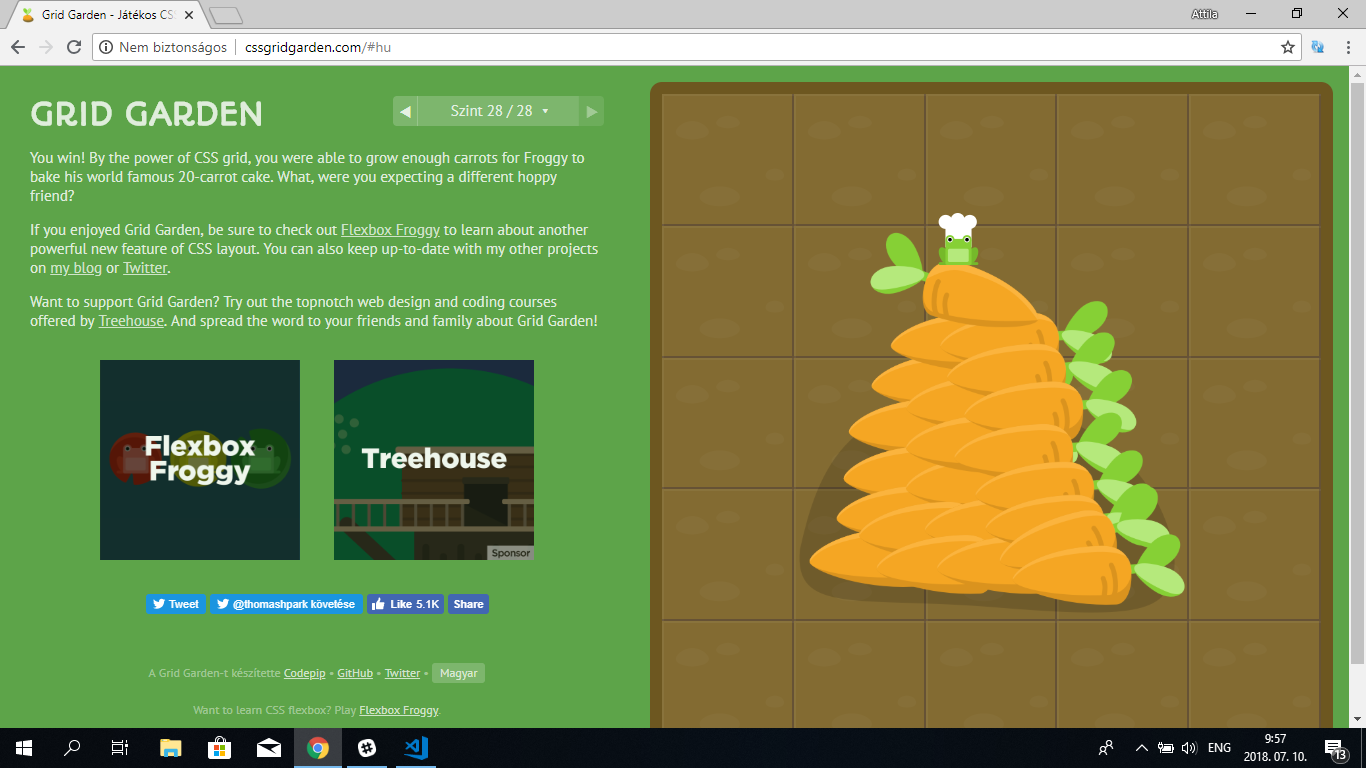 Grid Garden - Játékos CS
Attila
Nem biztonságos cssgridgarden.com/#hu
GRID GARDEN
Szint 28 / 28
You win! By the power of CSS grid, you were able to grow enough carrots for Froggy to
bake his world famous 20-carrot cake. What, were you expecting a different hoppy
friend?
If you enjoyed Grid Garden, be sure to check out Flexbox Froggy to learn about another
powerful new feature of CSS layout. You can also keep up-to-date with my other projects
on my blog or Twitter.
Want to support Grid Garden? Try out the topnotch web design and coding courses
offered by Treehouse. And spread the word to your friends and family about Grid Garden!
Flexbox
Froggy
Treehouse
Sponsor
Tweet
@thomashpark követése
Like 5.1K
Share
A Grid Garden-t készítette Codepip • GitHub • Twitter • Magyar
Want to learn CSS flexbox? Play Flexbox Froggy.
ENG
9:57
2018. 07. 10.
13